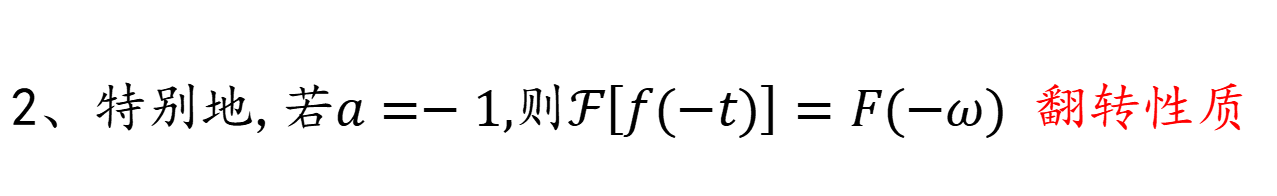 2、特别地, 若𝑎 =− 1,则ℱ[𝑓(−𝑡)] = 𝐹(−𝜔) 翻转性质